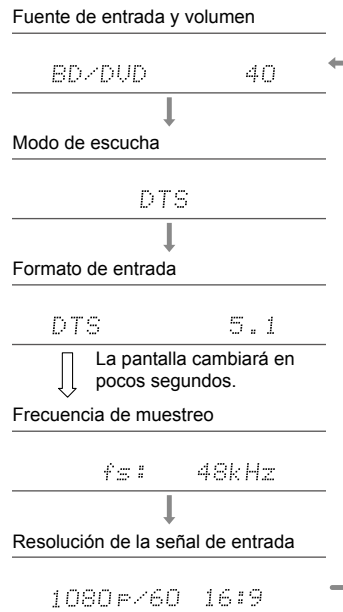 Fuente de entrada y volumen
BD/DVD 40
Modo de escucha
DTS
Formato de entrada
DTS 5.1
La pantalla cambiará en
pocos segundos.
Frecuencia de muestreo
fs: 48kHz
Resolución de la señal de entrada
1080p/60 16:9